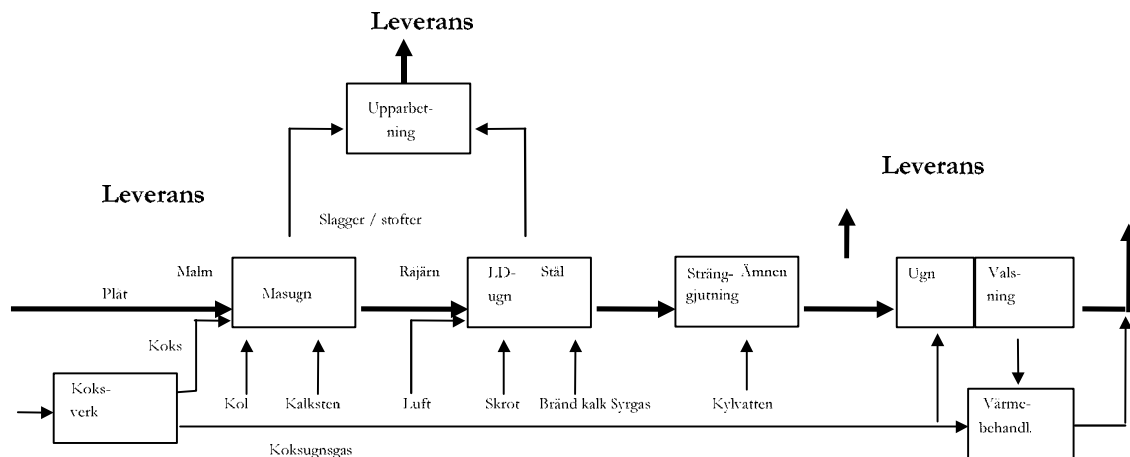 Leverans
Upparbet-
ning
Leverans
Leverans
Slagger / stofter
Malm
Råjärn
LD-
ugn
Stål
Sträng-
gjutning
Ämnen
Ugn
Vals-
ning
Plåt
Masugn
Koks
Koks-
verk
Kol
Kalksten
Luft
Skrot
Bränd kalk Syrgas
Kylvatten
Värme-
behandl.
Koksugnsgas